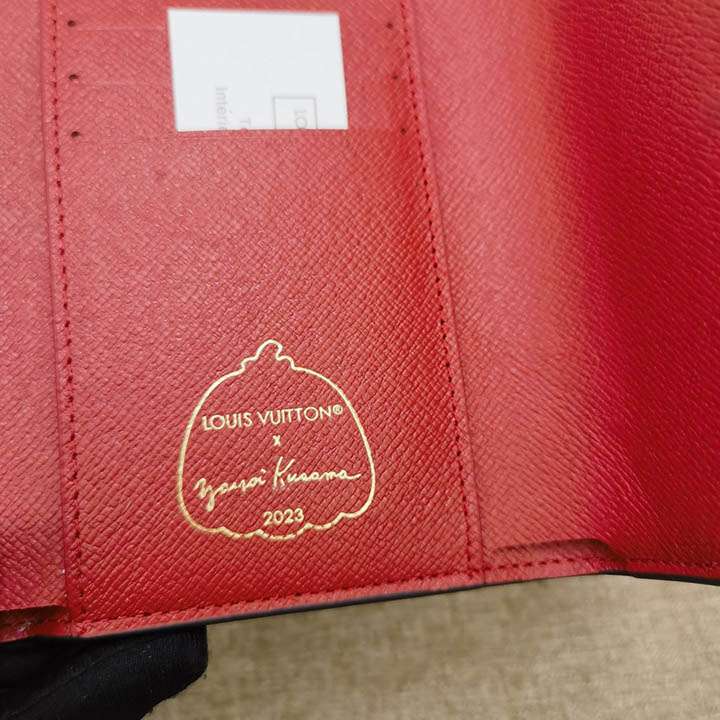 LOUIS VUITTON®
x
Yayoi Kusama
2023